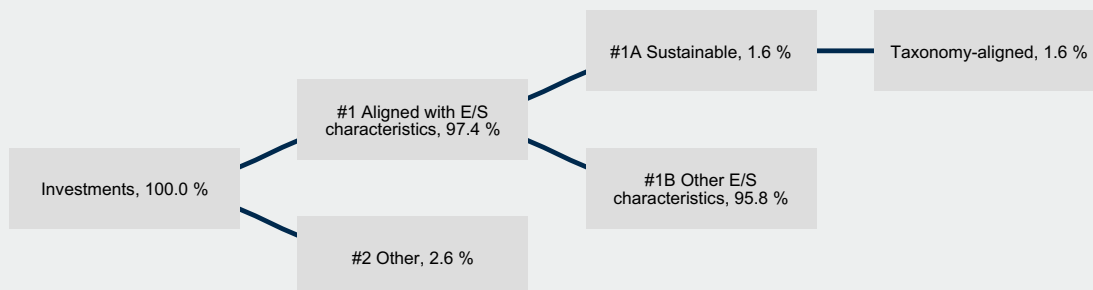 #1A Sustainable, 1.6 %
Taxonomy-aligned, 1.6 %
#1 Aligned with E/S
characteristics, 97.4 %
Investments, 100.0 %
#1B Other E/S
characteristics, 95.8 %
#2 Other, 2.6 %